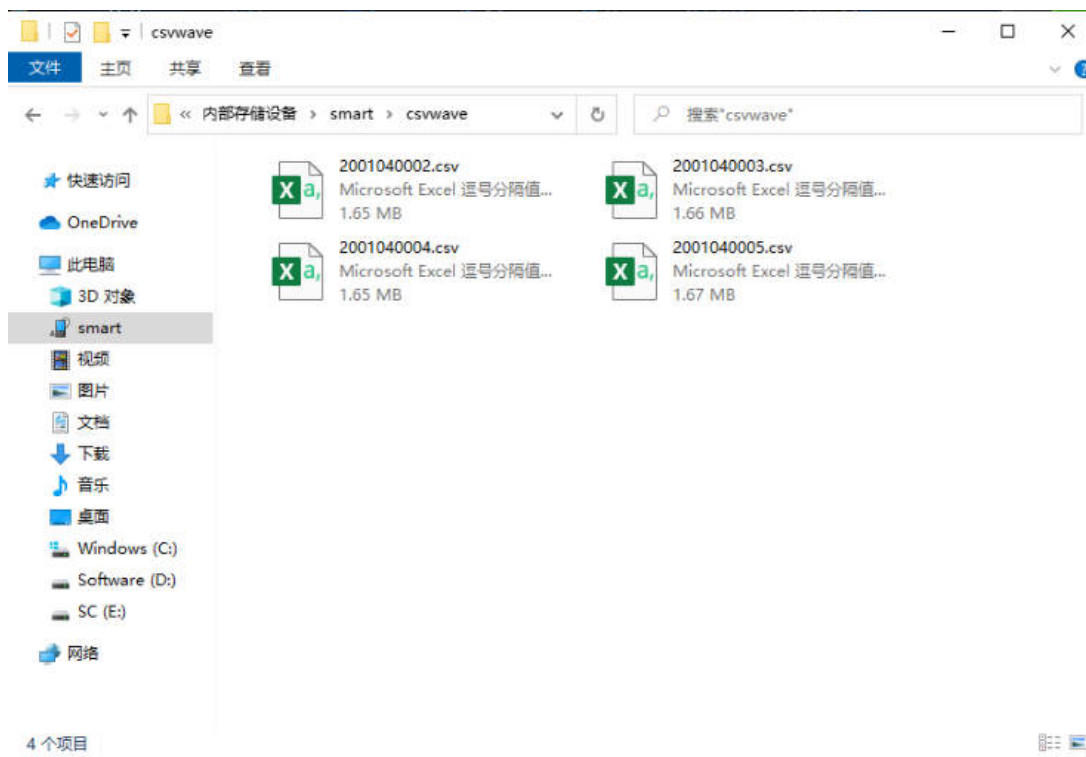 csvwave
文件 主页 共享 查看
« 内部存储设备 › smart › csvwave
搜索"csvwave"
快速访问
OneDrive
此电脑
3D 对象
smart
视频
图片
文档
下载
音乐
桌面
Windows (C:)
Software (D:)
SC (E:)
网络
2001040002.csv
Microsoft Excel 逗号分隔值...
1.65 MB
2001040003.csv
Microsoft Excel 逗号分隔值...
1.66 MB
2001040004.csv
Microsoft Excel 逗号分隔值...
1.65 MB
2001040005.csv
Microsoft Excel 逗号分隔值...
1.67 MB
4 个项目